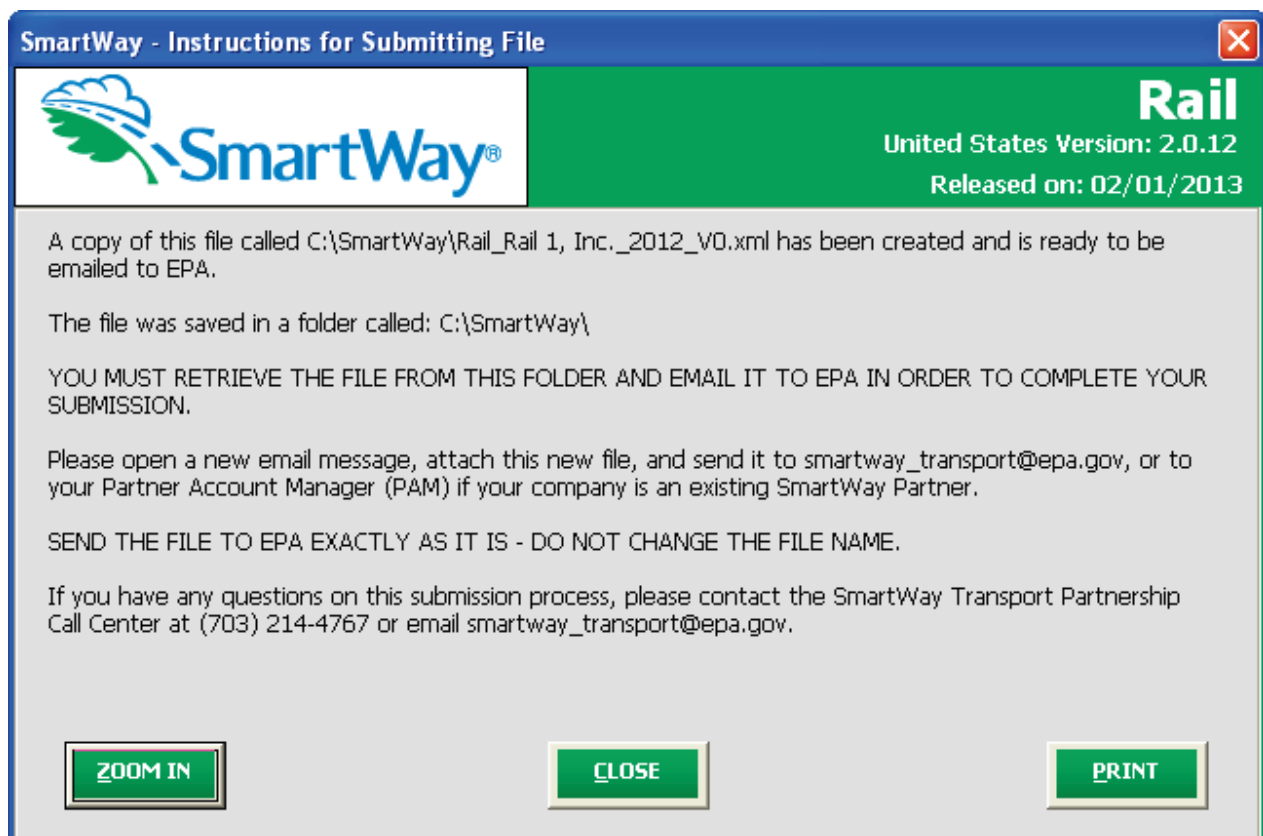 SmartWay - Instructions for Submitting File
SmartWay®
Rail
United States Version: 2.0.12
Released on: 02/01/2013
A copy of this file called C:\SmartWay\Rail_Rail 1, Inc._2012_V0.xml has been created and is ready to be
emailed to EPA.
The file was saved in a folder called: C:\SmartWay\
YOU MUST RETRIEVE THE FILE FROM THIS FOLDER AND EMAIL IT TO EPA IN ORDER TO COMPLETE YOUR
SUBMISSION.
Please open a new email message, attach this new file, and send it to smartway_transport@epa.gov, or to
your Partner Account Manager (PAM) if your company is an existing SmartWay Partner.
SEND THE FILE TO EPA EXACTLY AS IT IS - DO NOT CHANGE THE FILE NAME.
If you have any questions on this submission process, please contact the SmartWay Transport Partnership
Call Center at (703) 214-4767 or email smartway_transport@epa.gov.
ZOOM IN
CLOSE
PRINT